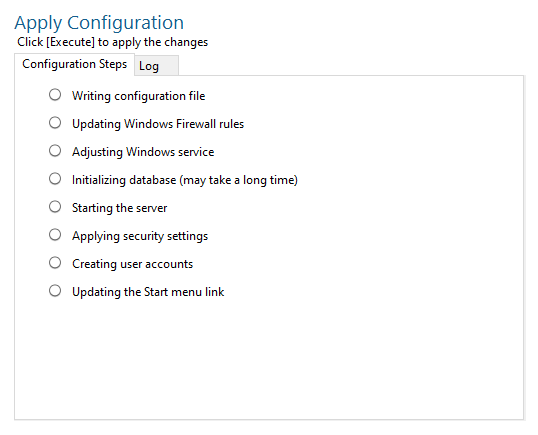 Apply Configuration
Click [Execute] to apply the changes
Configuration Steps Log
Writing configuration file
Updating Windows Firewall rules
Adjusting Windows service
Initializing database (may take a long time)
Starting the server
Applying security settings
Creating user accounts
Updating the Start menu link